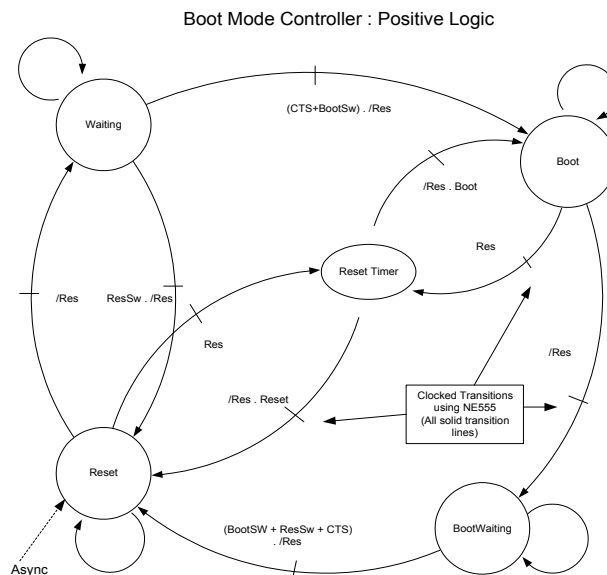 Boot Mode Controller : Positive Logic
Waiting
(CTS+BootSw) . /Res
Boot
/Res . Boot
Res
Reset Timer
/Res
ResSw . /Res
Res
/Res
/Res . Reset
Clocked Transitions
using NE555
(All solid transition
lines)
Reset
(BootSW + ResSw + CTS)
. /Res
BootWaiting
Async